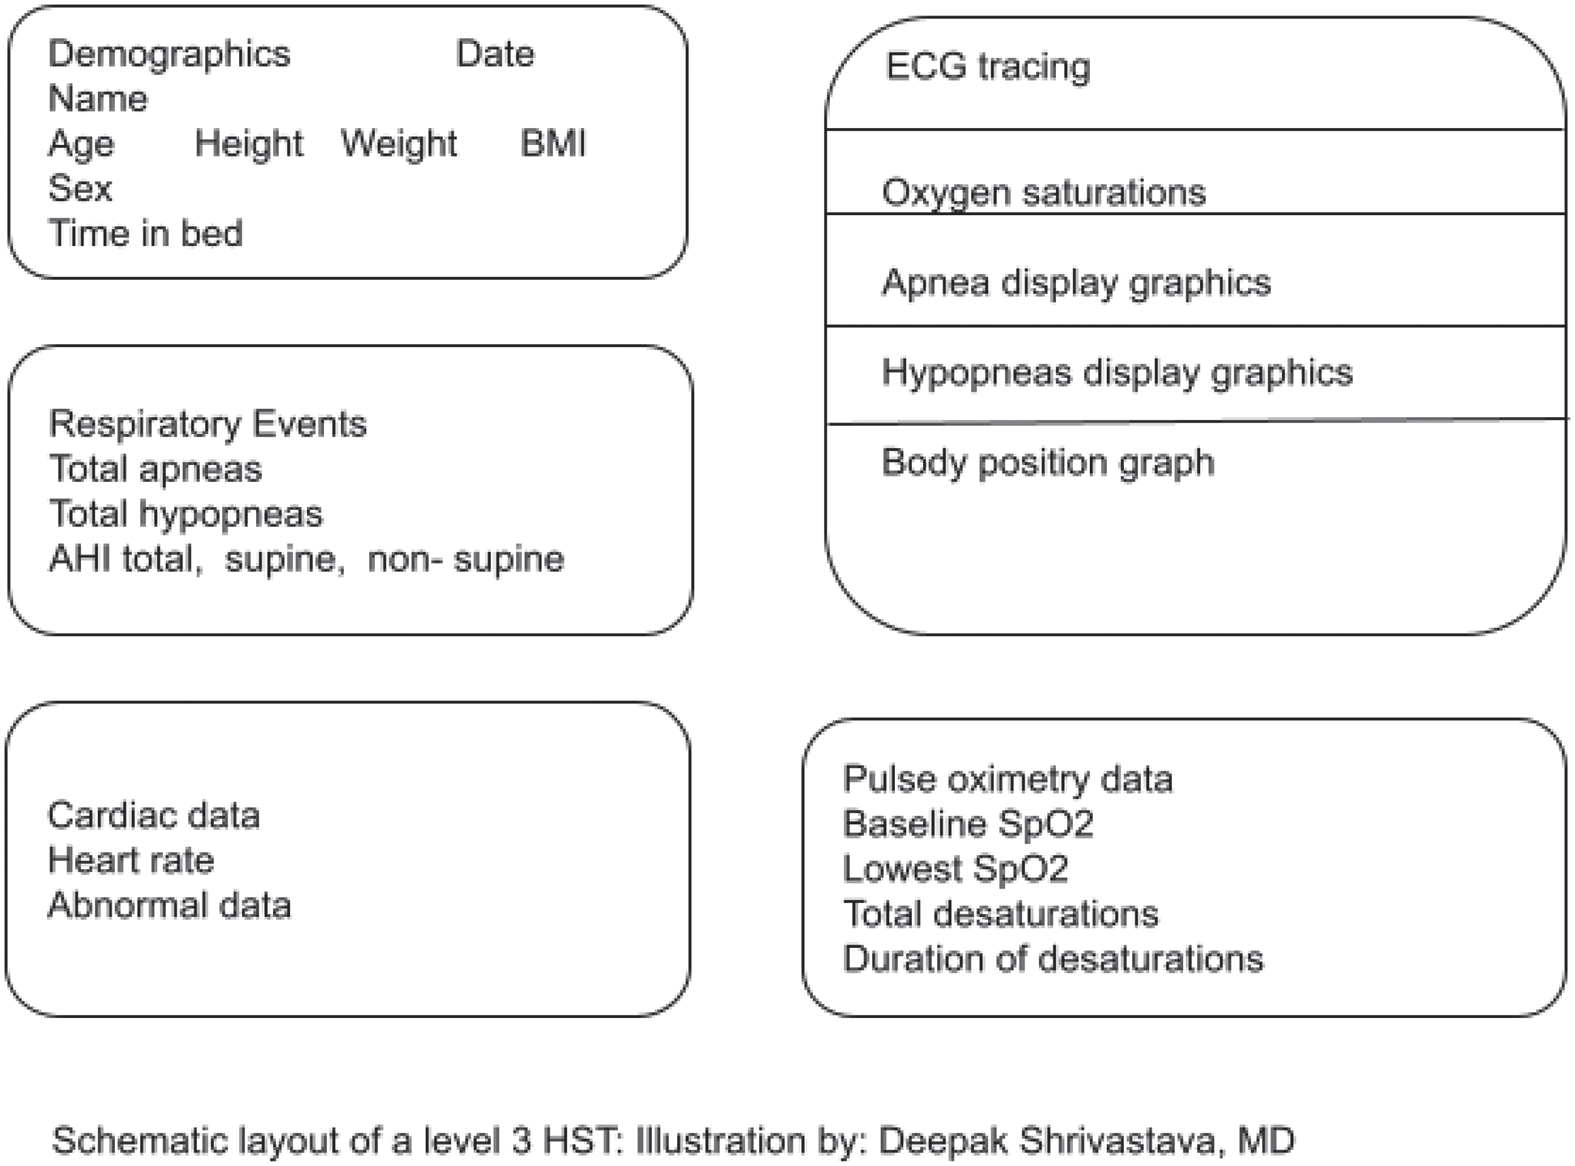 Demographics Date
Name
Age Height Weight BMI
Sex
Time in bed
ECG tracing
Oxygen saturations
Apnea display graphics
Hypopneas display graphics
Body position graph
Respiratory Events
Total apneas
Total hypopneas
AHI total, supine, non- supine
Cardiac data
Heart rate
Abnormal data
Pulse oximetry data
Baseline SpO2
Lowest SpO2
Total desaturations
Duration of desaturations
Schematic layout of a level 3 HST: Illustration by: Deepak Shrivastava, MD